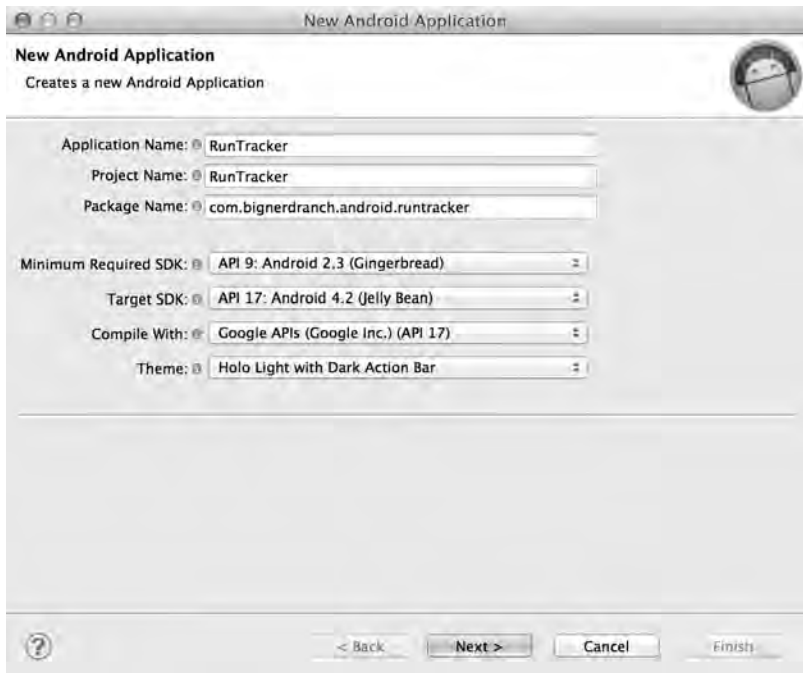 New Android Application
New Android Application
Creates a new Android Application
Application Name: RunTracker
Project Name: RunTracker
Package Name: com.bignerdranch.android.runtracker
Minimum Required SDK: API 9: Android 2.3 (Gingerbread)
Target SDK: API 17: Android 4.2 (Jelly Bean)
Compile With: Google APIs (Google Inc.) (API 17)
Theme: Holo Light with Dark Action Bar
? < Back Next > Cancel Finish